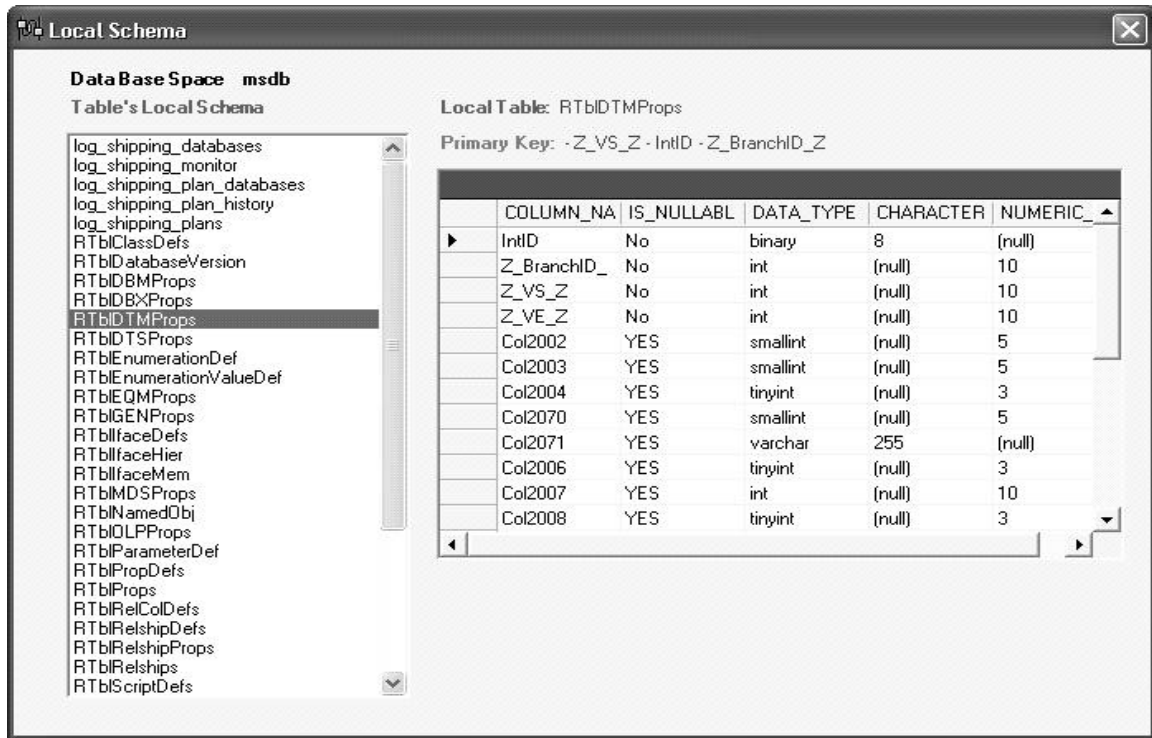 Local Schema
Data Base Space msdb
Table's Local Schema
log_shipping_databases
log_shipping_monitor
log_shipping_plan_databases
log_shipping_plan_history
log_shipping_plans
RTblClassDefs
RTblDatabaseVersion
RTblDBMProps
RTblDBXProps
RTblDTMProps
RTblDTSProps
RTblEnumerationDef
RTblEnumerationValueDef
RTblEQMProps
RTblGENProps
RTblIfaceDefs
RTblIfaceHier
RTblIfaceMem
RTblMDSProps
RTblNamedObj
RTblOLPProps
RTblParameterDef
RTblPropDefs
RTblProps
RTblRelColDefs
RTblRelshipDefs
RTblRelshipProps
RTblRelships
RTblScriptDefs
Local Table: RTblDTMProps
Primary Key: - Z_VS_Z - IntID - Z_BranchID_Z
COLUMN_NA IS_NULLABL DATA_TYPE CHARACTER NUMERIC_
IntID No binary 8 (null)
Z_BranchID_ No int (null) 10
Z_VS_Z No int (null) 10
Z_VE_Z No int (null) 10
Col2002 YES smallint (null) 5
Col2003 YES smallint (null) 5
Col2004 YES tinyint (null) 3
Col2070 YES smallint (null) 5
Col2071 YES varchar 255 (null)
Col2006 YES tinyint (null) 3
Col2007 YES int (null) 10
Col2008 YES tinyint (null) 3